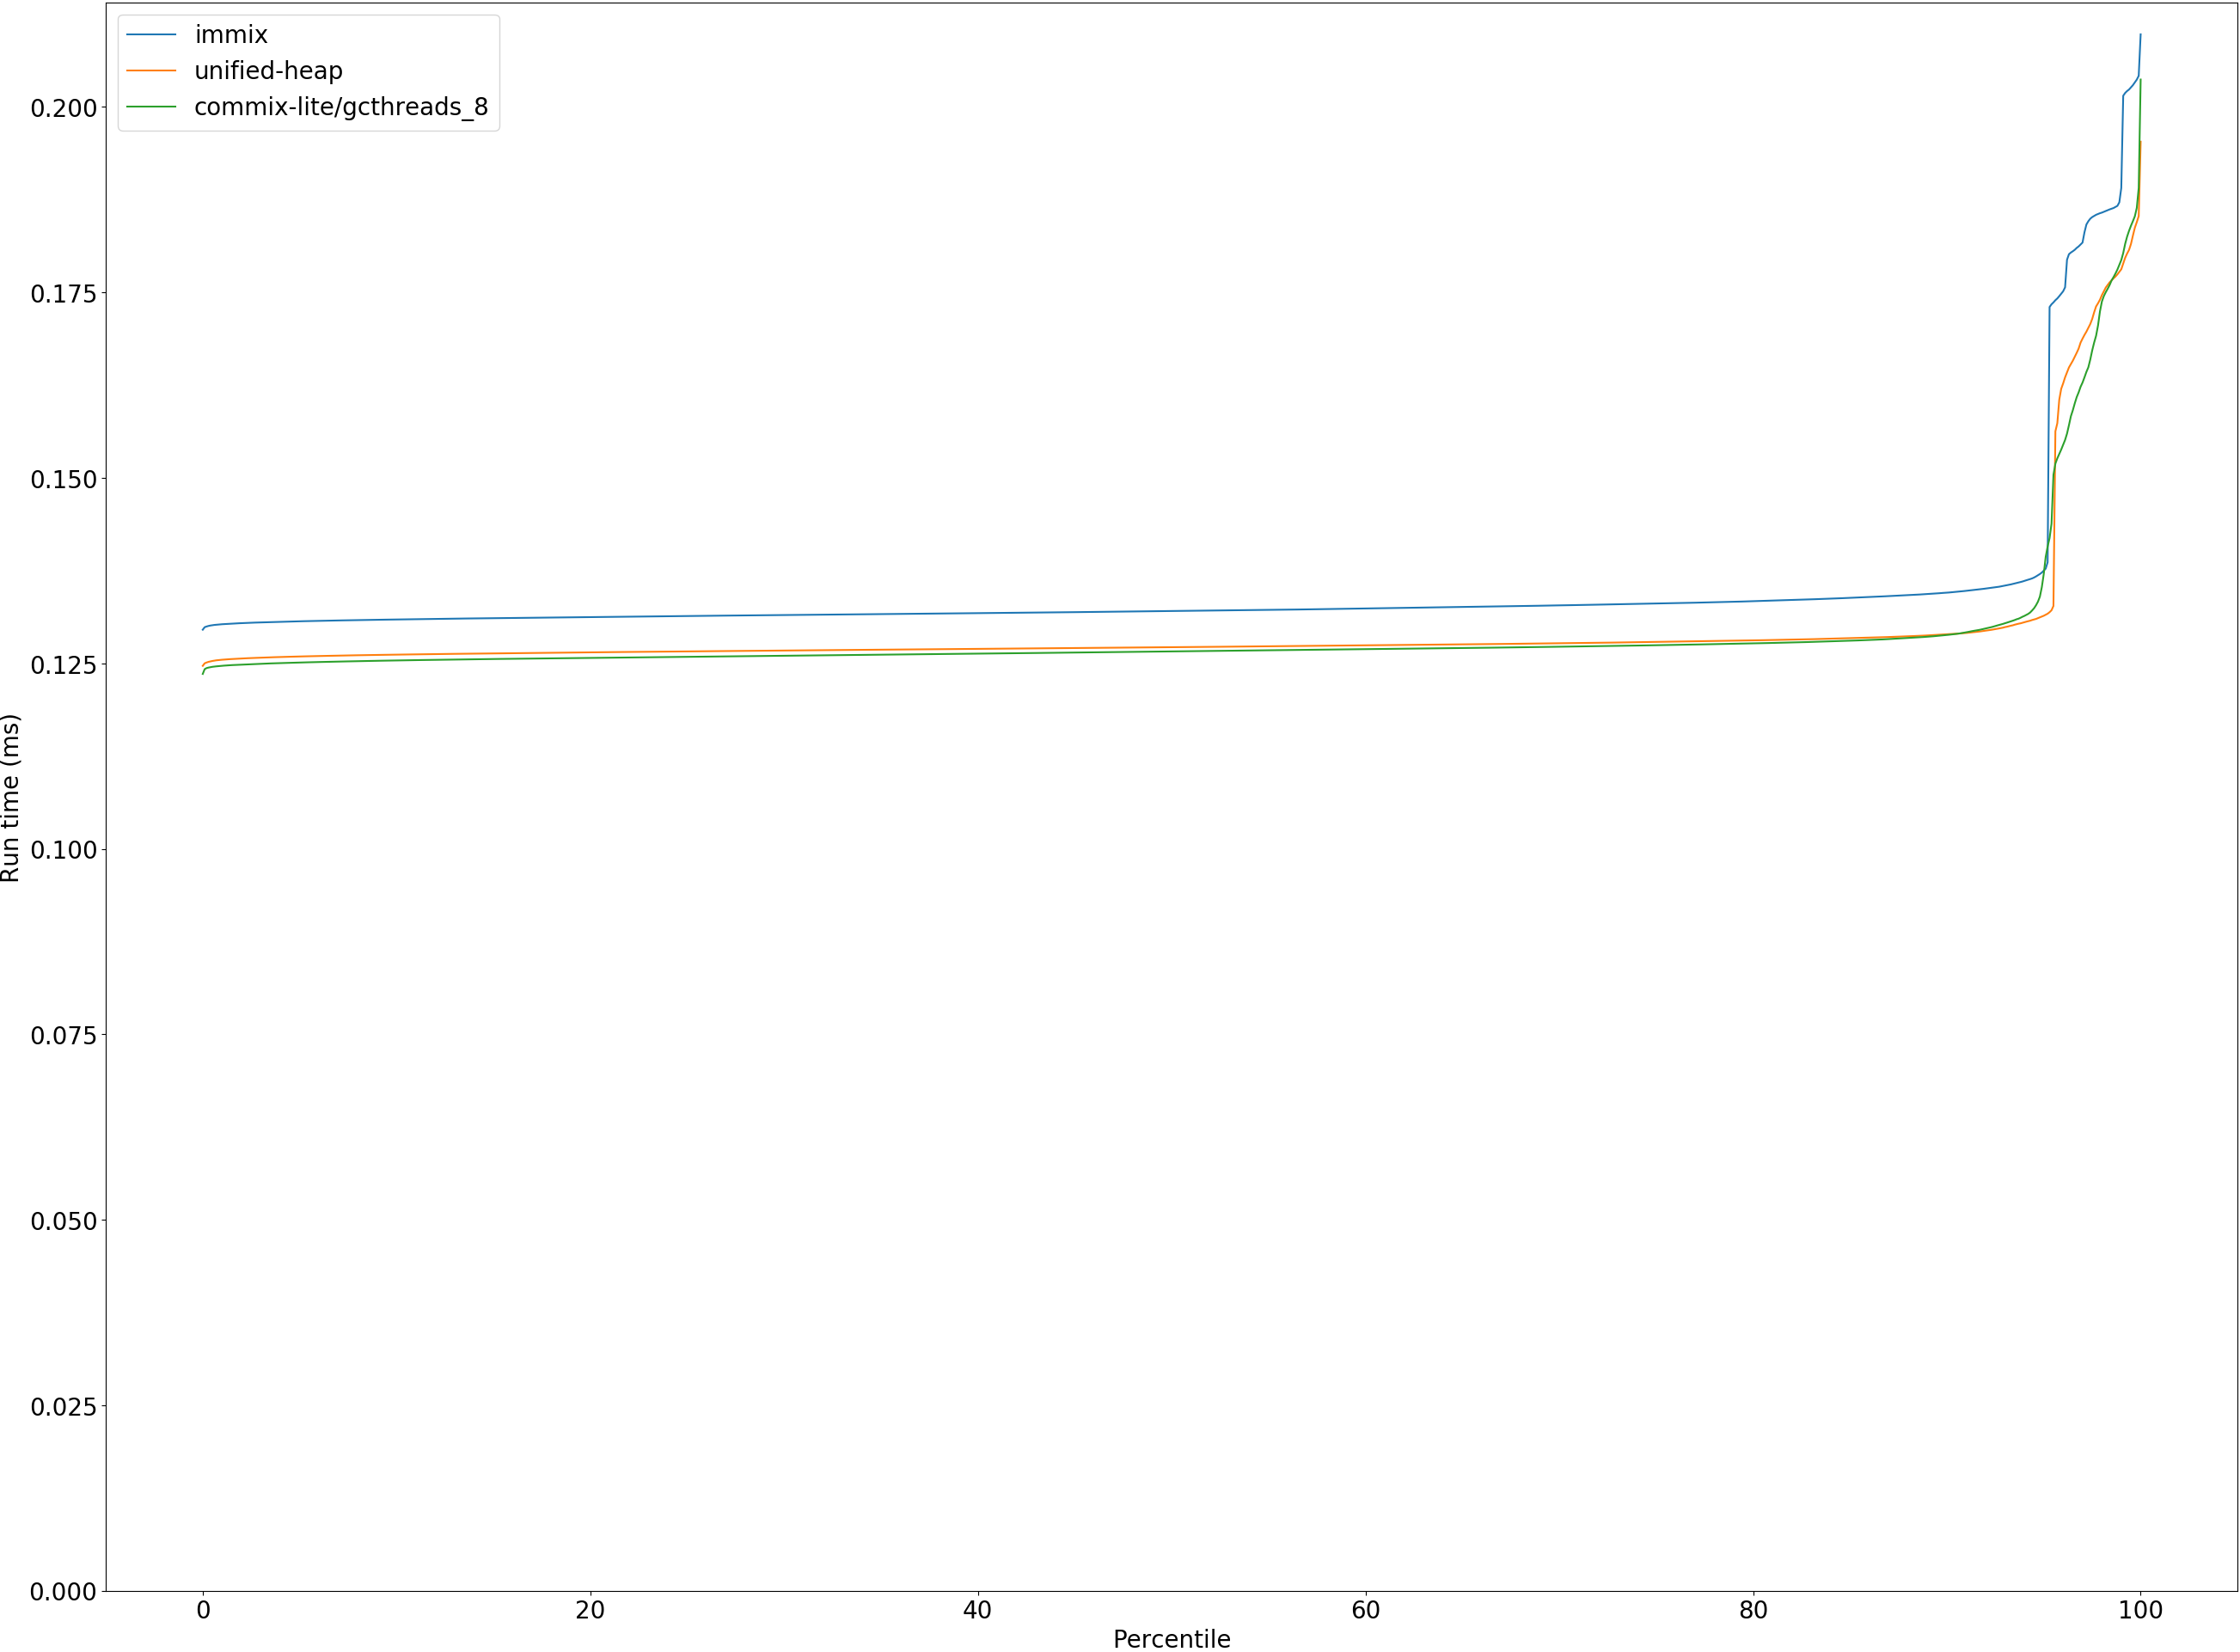 immix
unified-heap
commix-lite/gcthreads_8
0.200
0.175
0.150
0.125
0.100
0.075
0.050
0.025
0.000
Run time (ms)
0 20 40 60 80 100
Percentile